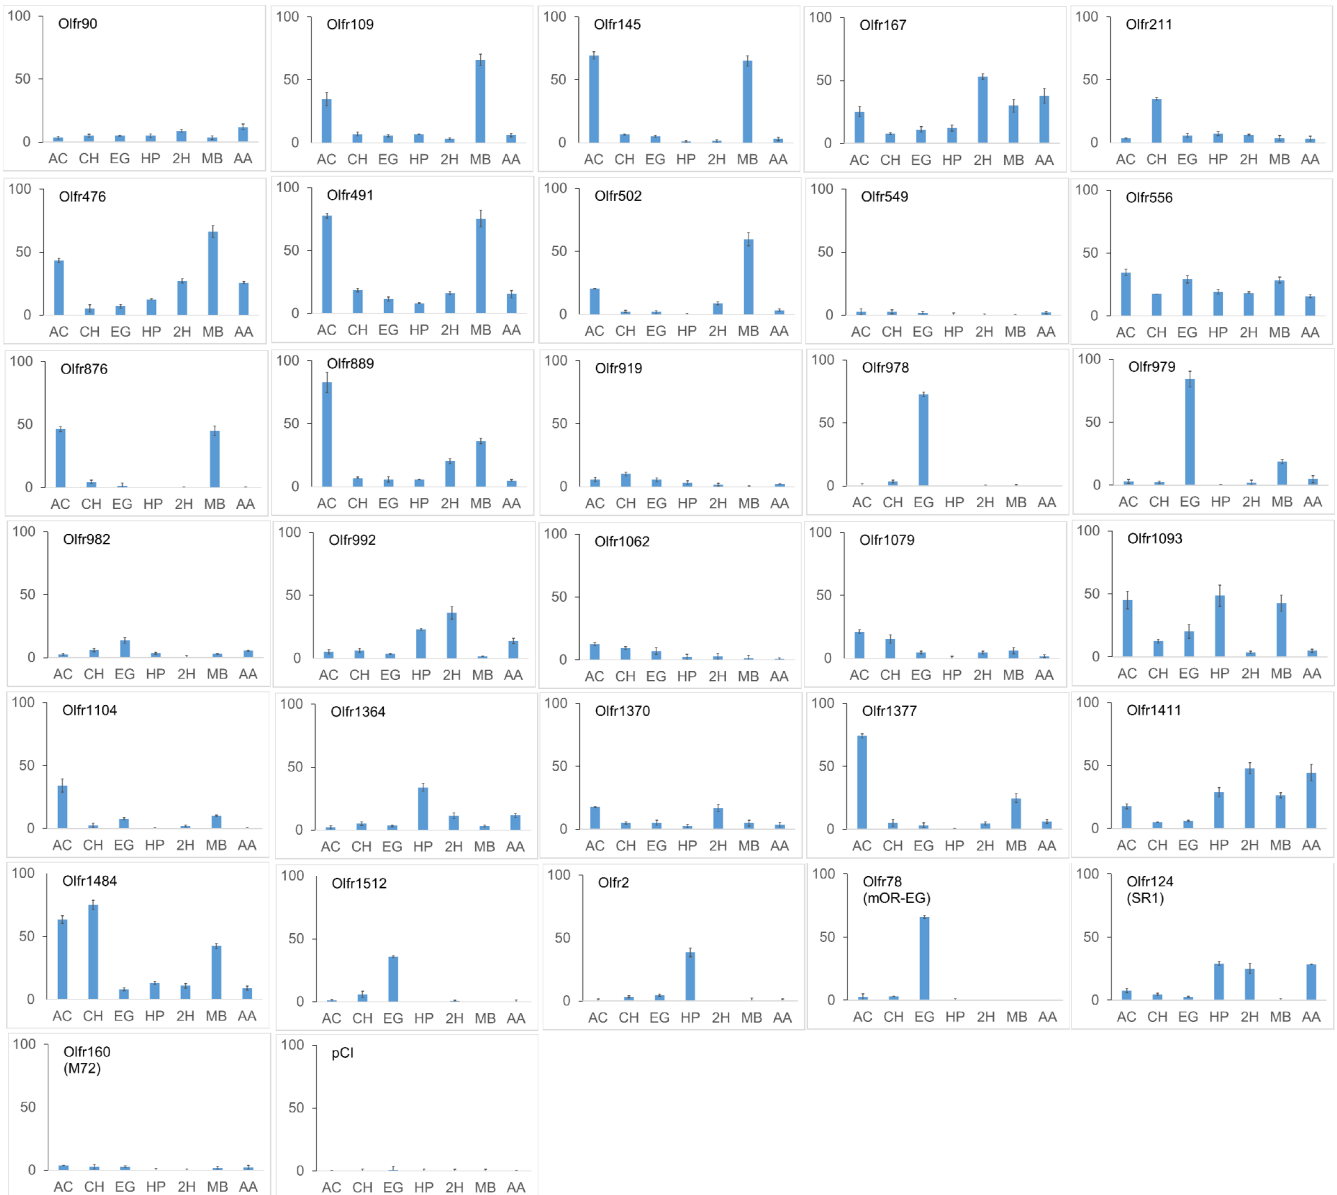 Olfr90
100
50
0
AC CH EG HP 2H MB AA
Olfr109
100
50
0
AC CH EG HP 2H MB AA
Olfr145
100
50
0
AC CH EG HP 2H MB AA
Olfr167
100
50
0
AC CH EG HP 2H MB AA
Olfr211
100
50
0
AC CH EG HP 2H MB AA
Olfr476
100
50
0
AC CH EG HP 2H MB AA
Olfr491
100
50
0
AC CH EG HP 2H MB AA
Olfr502
100
50
0
AC CH EG HP 2H MB AA
Olfr549
100
50
0
AC CH EG HP 2H MB AA
Olfr556
100
50
0
AC CH EG HP 2H MB AA
Olfr876
100
50
0
AC CH EG HP 2H MB AA
Olfr889
100
50
0
AC CH EG HP 2H MB AA
Olfr919
100
50
0
AC CH EG HP 2H MB AA
Olfr978
100
50
0
AC CH EG HP 2H MB AA
Olfr979
100
50
0
AC CH EG HP 2H MB AA
Olfr982
100
50
0
AC CH EG HP 2H MB AA
Olfr992
100
50
0
AC CH EG HP 2H MB AA
Olfr1062
100
50
0
AC CH EG HP 2H MB AA
Olfr1079
100
50
0
AC CH EG HP 2H MB AA
Olfr1093
100
50
0
AC CH EG HP 2H MB AA
Olfr1104
100
50
0
AC CH EG HP 2H MB AA
Olfr1364
100
50
0
AC CH EG HP 2H MB AA
Olfr1370
100
50
0
AC CH EG HP 2H MB AA
Olfr1377
100
50
0
AC CH EG HP 2H MB AA
Olfr1411
100
50
0
AC CH EG HP 2H MB AA
Olfr1484
100
50
0
AC CH EG HP 2H MB AA
Olfr1512
100
50
0
AC CH EG HP 2H MB AA
Olfr2
100
50
0
AC CH EG HP 2H MB AA
Olfr78
(mOR-EG)
100
50
0
AC CH EG HP 2H MB AA
Olfr124
(SR1)
100
50
0
AC CH EG HP 2H MB AA
Olfr160
(M72)
100
50
0
AC CH EG HP 2H MB AA
pCI
100
50
0
AC CH EG HP 2H MB AA